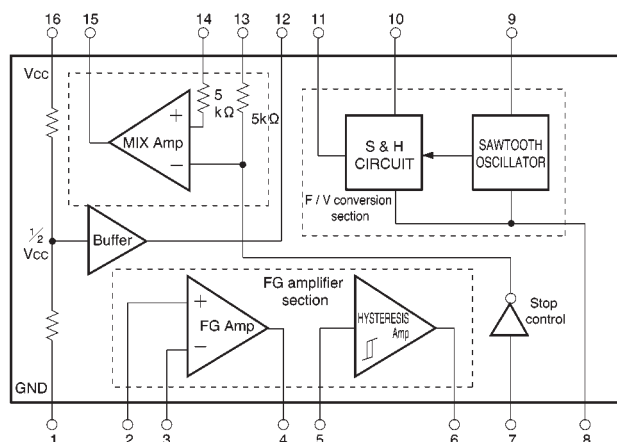 16 15 14 13 12 11 10 9
Vcc
5
kΩ
5kΩ
MIX Amp
+
−
S & H
CIRCUIT
SAWTOOTH
OSCILLATOR
F / V conversion
section
1/2
Vcc
Buffer
FG amplifier
section
+
FG Amp
−
HYSTERESIS
Amp
Stop
control
GND
1 2 3 4 5 6 7 8